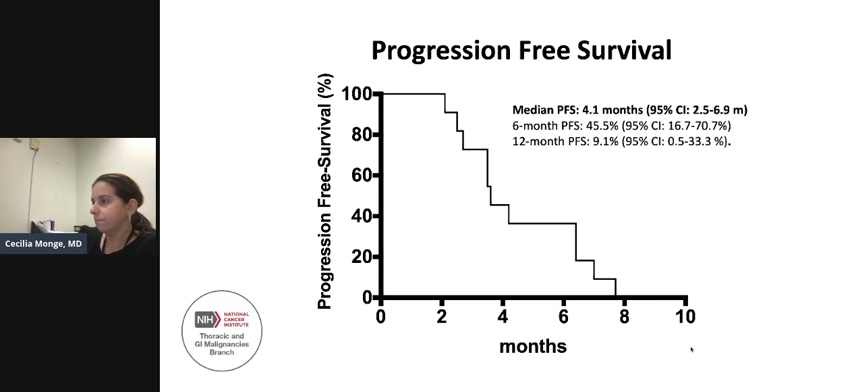 Progression Free Survival
Progression Free-Survival (%)
100
80
60
40
20
0
0 2 4 6 8 10
months
Median PFS: 4.1 months (95% CI: 2.5-6.9 m)
6-month PFS: 45.5% (95% CI: 16.7-70.7%)
12-month PFS: 9.1% (95% CI: 0.5-33.3 %).
Cecilia Monge, MD
NIH NATIONAL
CANCER
INSTITUTE
Thoracic and
GI Malignancies
Branch